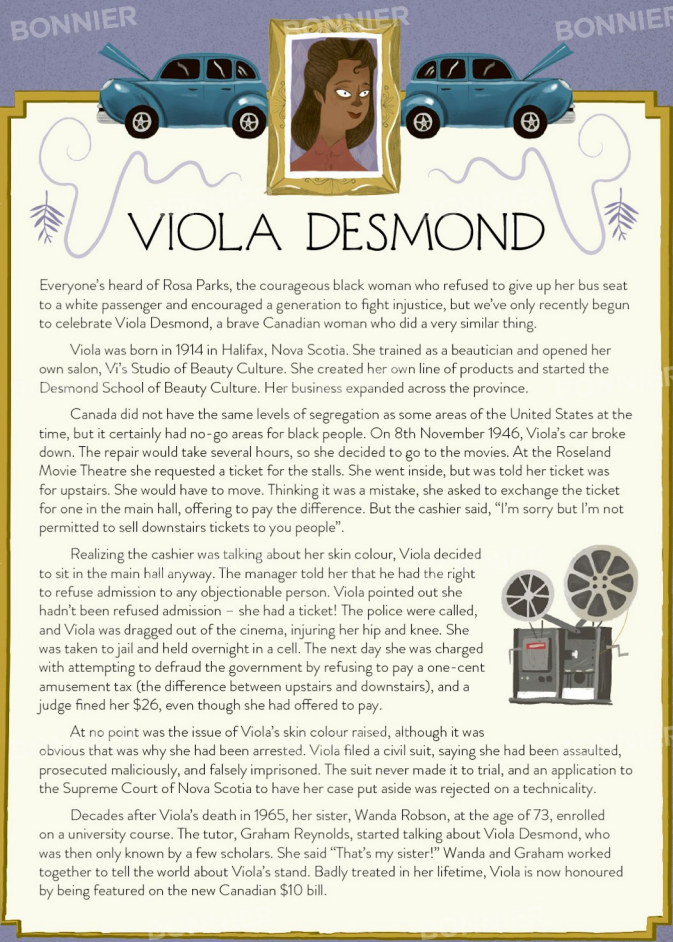 BONNIER BONNIER BONNIER
VIOLA DESMOND
Everyone's heard of Rosa Parks, the courageous black woman who refused to give up her bus seat
to a white passenger and encouraged a generation to fight injustice, but we've only recently begun
to celebrate Viola Desmond, a brave Canadian woman who did a very similar thing.
Viola was born in 1914 in Halifax, Nova Scotia. She trained as a beautician and opened her
own salon, Vi's Studio of Beauty Culture. She created her own line of products and started the
Desmond School of Beauty Culture. Her business expanded across the province.
Canada did not have the same levels of segregation as some areas of the United States at the
time, but it certainly had no-go areas for black people. On 8th November 1946, Viola's car broke
down. The repair would take several hours, so she decided to go to the movies. At the Roseland
Movie Theatre she requested a ticket for the stalls. She went inside, but was told her ticket was
for upstairs. She would have to move. Thinking it was a mistake, she asked to exchange the ticket
for one in the main hall, offering to pay the difference. But the cashier said, "I'm sorry but I'm not
permitted to sell downstairs tickets to you people".
Realizing the cashier was talking about her skin colour, Viola decided
to sit in the main hall anyway. The manager told her that he had the right
to refuse admission to any objectionable person. Viola pointed out she
hadn't been refused admission – she had a ticket! The police were called,
and Viola was dragged out of the cinema, injuring her hip and knee. She
was taken to jail and held overnight in a cell. The next day she was charged
with attempting to defraud the government by refusing to pay a one-cent
amusement tax (the difference between upstairs and downstairs), and a
judge fined her $26, even though she had offered to pay.
At no point was the issue of Viola's skin colour raised, although it was
obvious that was why she had been arrested. Viola filed a civil suit, saying she had been assaulted,
prosecuted maliciously, and falsely imprisoned. The suit never made it to trial, and an application to
the Supreme Court of Nova Scotia to have her case put aside was rejected on a technicality.
Decades after Viola's death in 1965, her sister, Wanda Robson, at the age of 73, enrolled
on a university course. The tutor, Graham Reynolds, started talking about Viola Desmond, who
was then only known by a few scholars. She said "That's my sister!" Wanda and Graham worked
together to tell the world about Viola's stand. Badly treated in her lifetime, Viola is now honoured
by being featured on the new Canadian $10 bill.